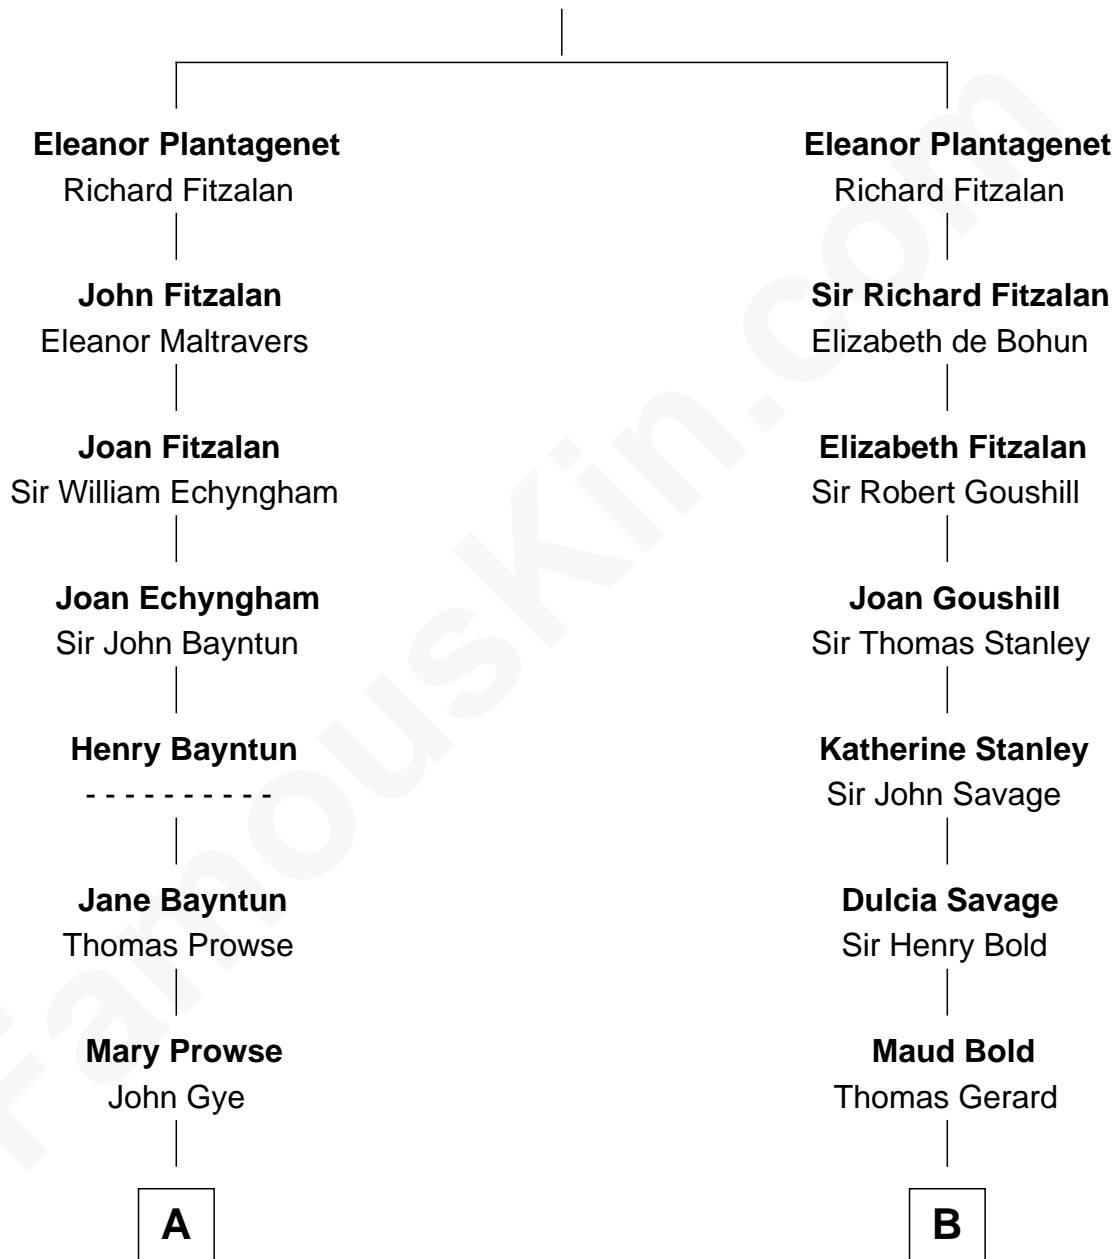 Eleanor Plantagenet
Richard Fitzalan
John Fitzalan
Eleanor Maltravers
Joan Fitzalan
Sir William Echyngham
Joan Echyngham
Sir John Bayntun
Henry Bayntun
- - - - - - - - - -
Jane Bayntun
Thomas Prowse
Mary Prowse
John Gye
A
Eleanor Plantagenet
Richard Fitzalan
Sir Richard Fitzalan
Elizabeth de Bohun
Elizabeth Fitzalan
Sir Robert Goushill
Joan Goushill
Sir Thomas Stanley
Katherine Stanley
Sir John Savage
Dulcia Savage
Sir Henry Bold
Maud Bold
Thomas Gerard
B
FamousKin.com